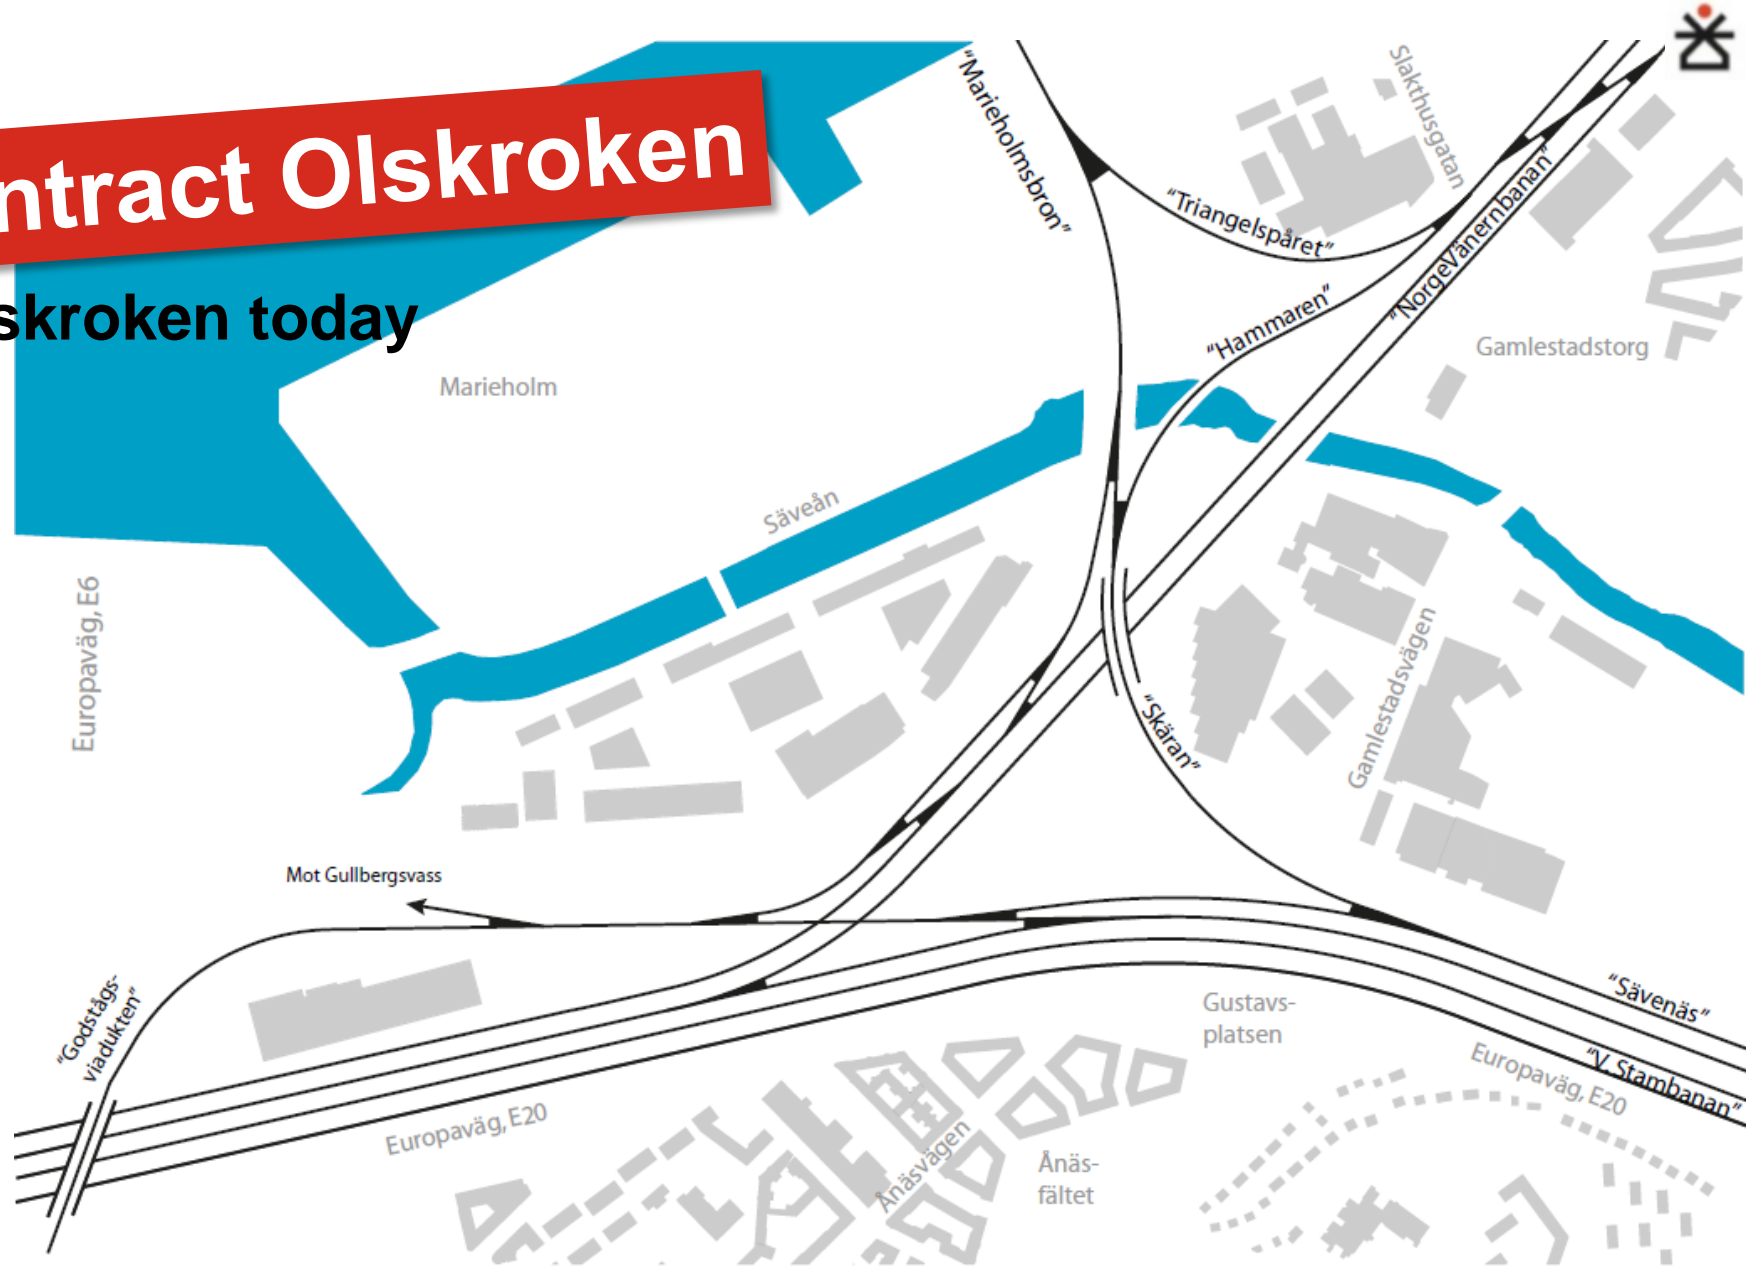 ntract Olskroken
skroken today
"Marieholmsbron"
Slakthusgatan
"Triangelspåret"
"NorgeVänernbanan"
"Hammaren"
Gamlestadstorg
Marieholm
Säveån
Europaväg, E6
Gamlestadsvägen
"Skäran"
Mot Gullbergsvass
"Godstågs-
viadukten"
"Sävenäs"
Gustavs-
platsen
"V. Stambanan"
Europaväg, E20
Europaväg, E20
Ånäsvägen
Ånäs-
fältet